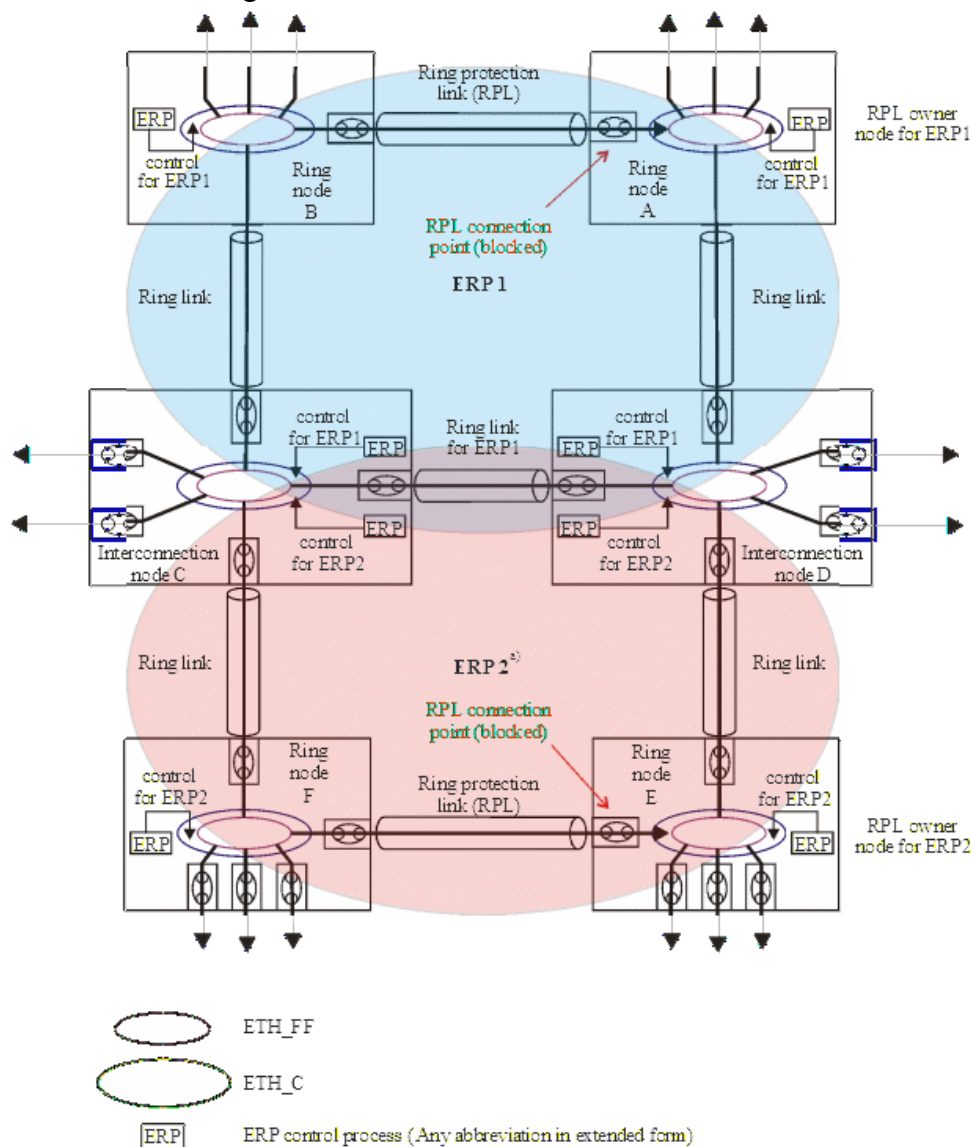 Ring protection
link (RPL)
ERP
ERP
RPL owner
node for ERP1
control
for ERP1
Ring
node
B
Ring
node
A
control
for ERP1
RPL connection
point (blocked)
ERP 1
Ring link
Ring link
control
for ERP1
ERP
Ring link
for ERP1
control
for ERP1
ERP
ERP
control
for ERP2
ERP
control
for ERP2
Interconnection
node C
Interconnection
node D
Ring link
ERP 2 a)
Ring link
RPL connection
point (blocked)
Ring
node
F
Ring
node
E
control
for ERP2
Ring protection
link (RPL)
control
for ERP2
ERP
ERP
RPL owner
node for ERP2
ETH_FF
ETH_C
ERP
ERP control process (Any abbreviation in extended form)